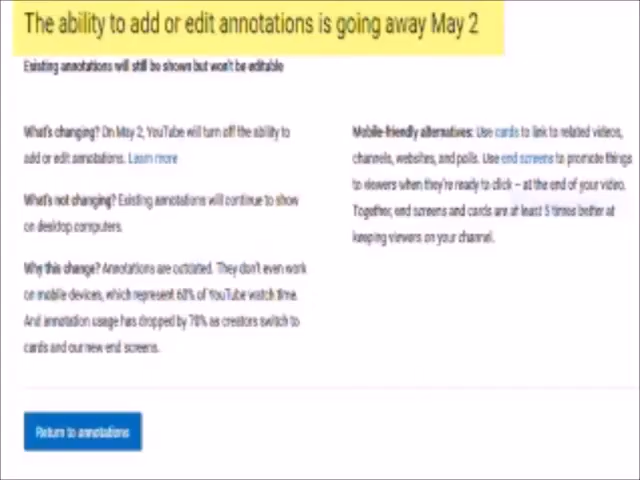 The ability to add or edit annotations is going away May 2
Existing annotations will still be shown but won't be editable
What's changing? On May 2, YouTube will turn off the ability to
add or edit annotations. Learn more
What's not changing? Existing annotations will continue to show
on desktop computers.
Why this change? Annotations are outdated. They don't even work
on mobile devices, which represent 60% of YouTube watch time.
And annotation usage has dropped by 70% as creators switch to
cards and our new end screens.
Mobile-friendly alternatives: Use cards to link to related videos,
channels, websites, and polls. Use end screens to promote things
to viewers when they're ready to click – at the end of your video.
Together, end screens and cards are at least 5 times better at
keeping viewers on your channel.
Return to annotations